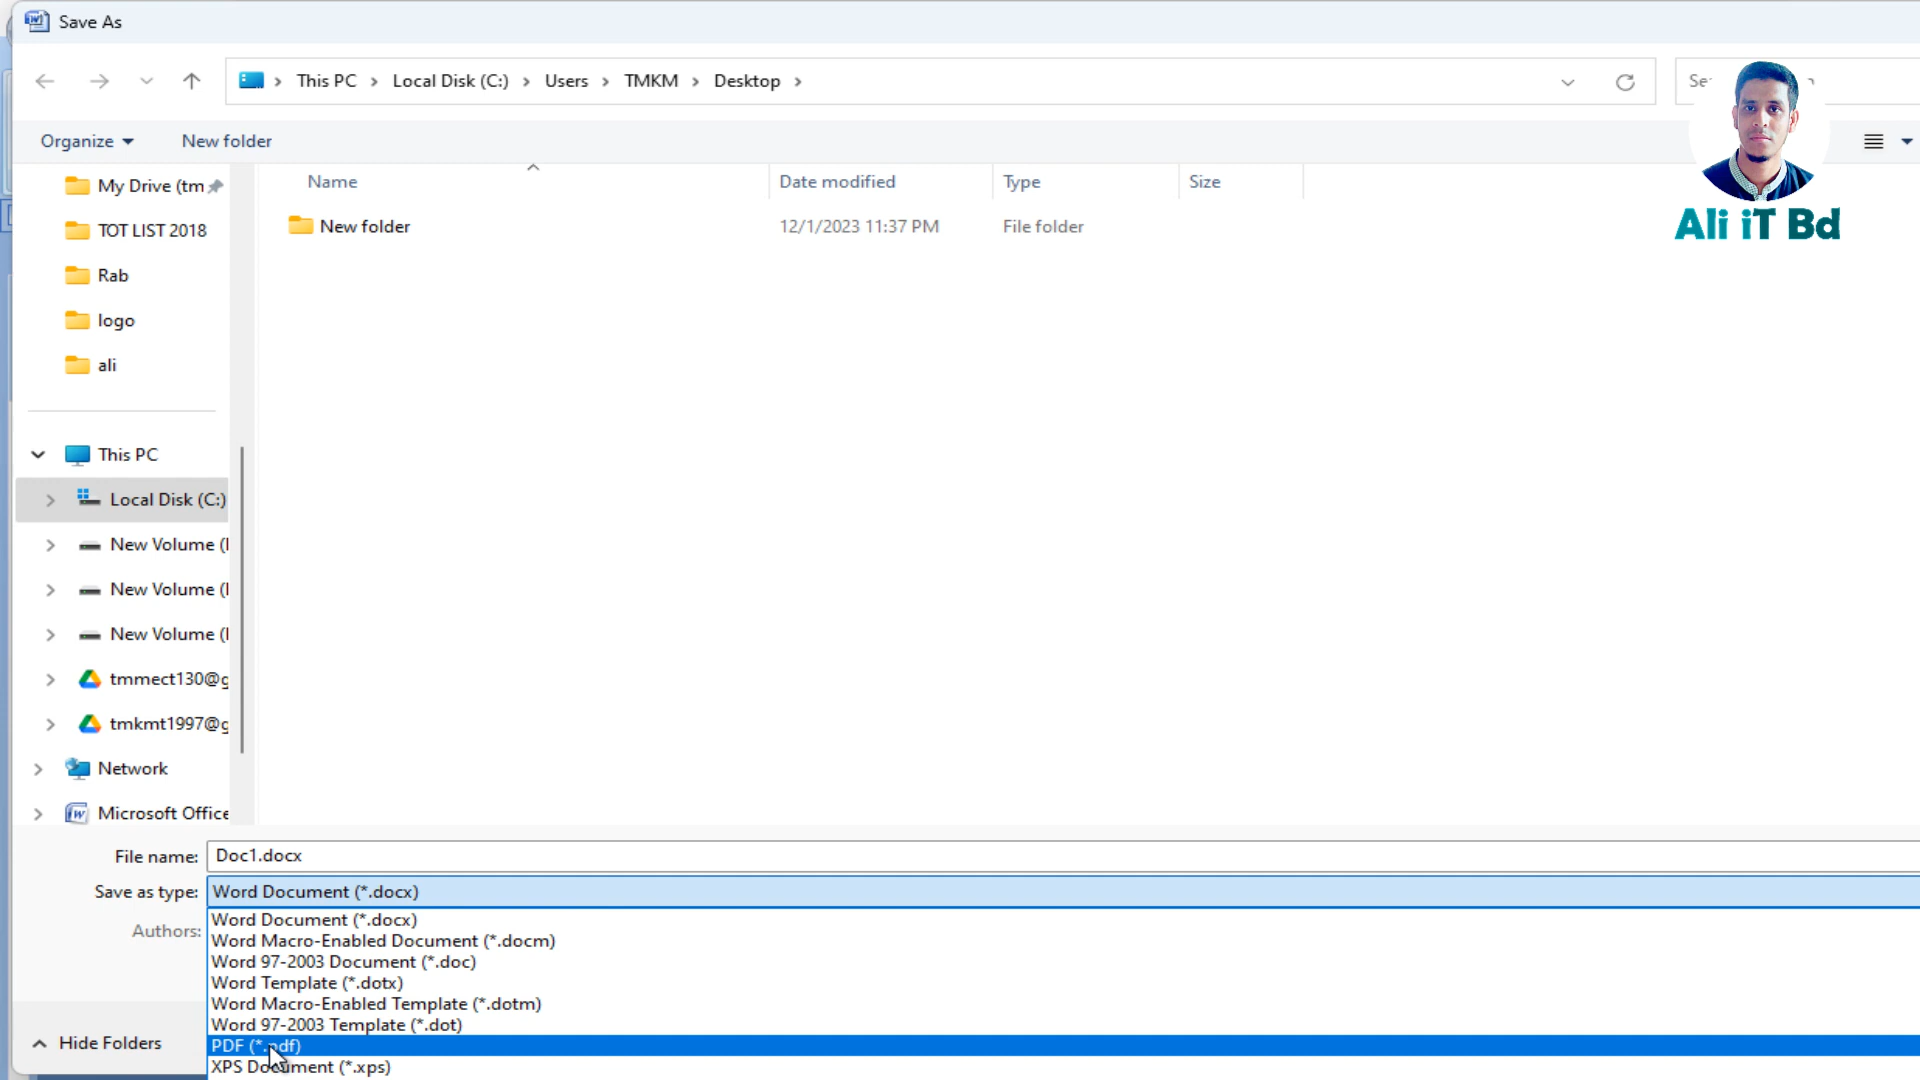 Save As
This PC > Local Disk (C:) > Users > TMKM > Desktop >
Organize
New folder
Ali iT Bd
My Drive (tm
TOT LIST 2018
Rab
logo
ali
This PC
Local Disk (C:)
New Volume (
New Volume (
New Volume (
tmmect130@g
tmkmt1997@g
Network
Microsoft Office
Name
Date modified
Type
Size
New folder
12/1/2023 11:37 PM
File folder
File name: Doc1.docx
Save as type: Word Document (*.docx)
Authors:
Word Document (*.docx)
Word Macro-Enabled Document (*.docm)
Word 97-2003 Document (*.doc)
Word Template (*.dotx)
Word Macro-Enabled Template (*.dotm)
Word 97-2003 Template (*.dot)
PDF (*.pdf)
XPS Document (*.xps)
Hide Folders